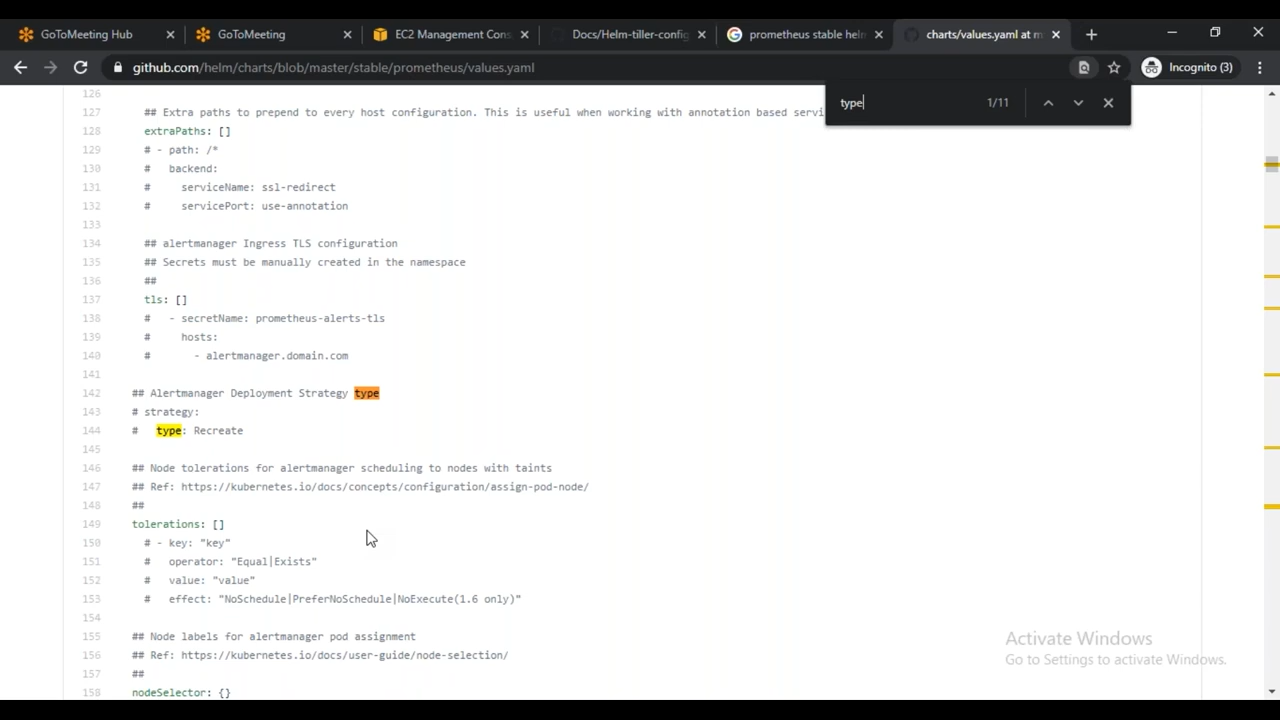 GoToMeeting Hub
GoToMeeting
EC2 Management Cons
Docs/Helm-tiller-config
prometheus stable helm
charts/values.yaml at m
github.com/helm/charts/blob/master/stable/prometheus/values.yaml
Incognito (3)
type
1/11
126
127 ## Extra paths to prepend to every host configuration. This is useful when working with annotation based servi
128 extraPaths: []
129 # - path: /*
130 # backend:
131 # serviceName: ssl-redirect
132 # servicePort: use-annotation
133
134 ## alertmanager Ingress TLS configuration
135 ## Secrets must be manually created in the namespace
136 ##
137 tls: []
138 # - secretName: prometheus-alerts-tls
139 # hosts:
140 # - alertmanager.domain.com
141
142 ## Alertmanager Deployment Strategy type
143 # strategy:
144 # type: Recreate
145
146 ## Node tolerations for alertmanager scheduling to nodes with taints
147 ## Ref: https://kubernetes.io/docs/concepts/configuration/assign-pod-node/
148 ##
149 tolerations: []
150 # - key: "key"
151 # operator: "Equal|Exists"
152 # value: "value"
153 # effect: "NoSchedule|PreferNoSchedule|NoExecute(1.6 only)"
154
155 ## Node labels for alertmanager pod assignment
156 ## Ref: https://kubernetes.io/docs/user-guide/node-selection/
157 ##
158 nodeSelector: {}
Activate Windows
Go to Settings to activate Windows.